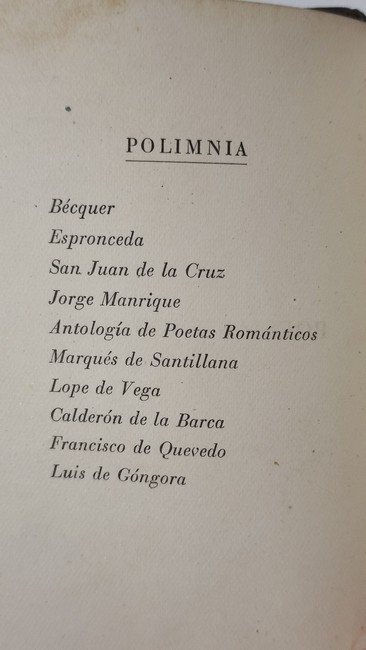 POLIMNIA
Bécquer
Espronceda
San Juan de la Cruz
Jorge Manrique
Antología de Poetas Románticos
Marqués de Santillana
Lope de Vega
Calderón de la Barca
Francisco de Quevedo
Luis de Góngora